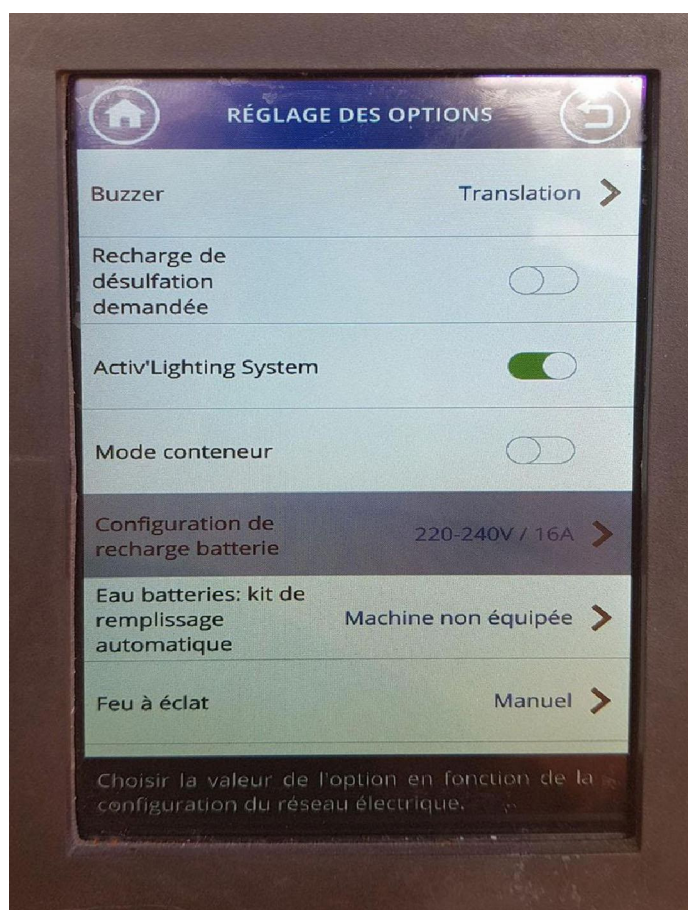 RÉGLAGE DES OPTIONS
Buzzer Translation
Recharge de
désulfation
demandée
Activ'Lighting System
Mode conteneur
Configuration de
recharge batterie 220-240V / 16A
Eau batteries: kit de
remplissage Machine non équipée
automatique
Feu à éclat Manuel
Choisir la valeur de l'option en fonction de la
configuration du réseau électrique.